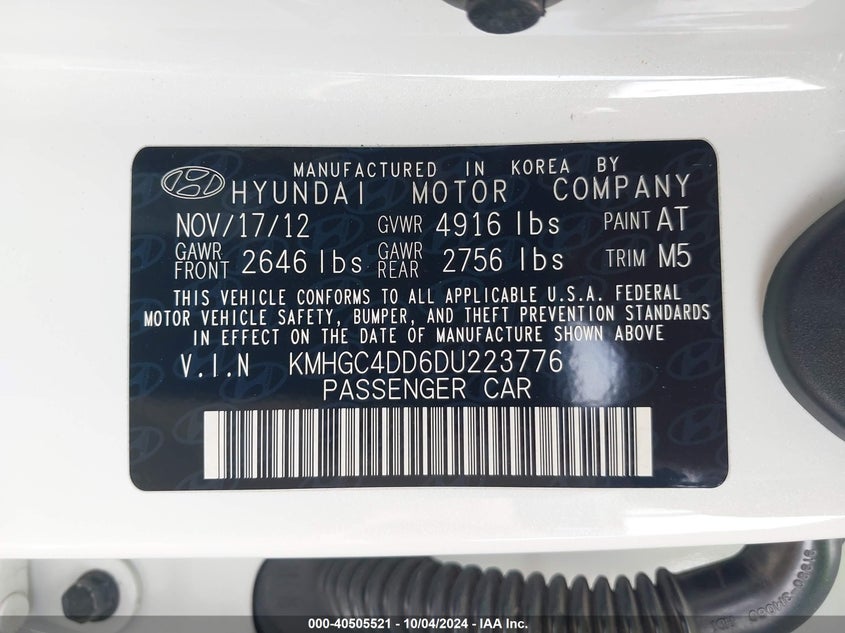 MANUFACTURED IN KOREA BY
HYUNDAI MOTOR COMPANY
NOV/17/12 GVWR 4916 lbs PAINT AT
GAWR FRONT 2646 lbs GAWR REAR 2756 lbs TRIM M5
THIS VEHICLE CONFORMS TO ALL APPLICABLE U.S.A. FEDERAL
MOTOR VEHICLE SAFETY, BUMPER, AND THEFT PREVENTION STANDARDS
IN EFFECT ON THE DATE OF MANUFACTURE SHOWN ABOVE
V.I.N KMHGC4DD6DU223776
PASSENGER CAR
000-40505521 - 10/04/2024 - IAA Inc.